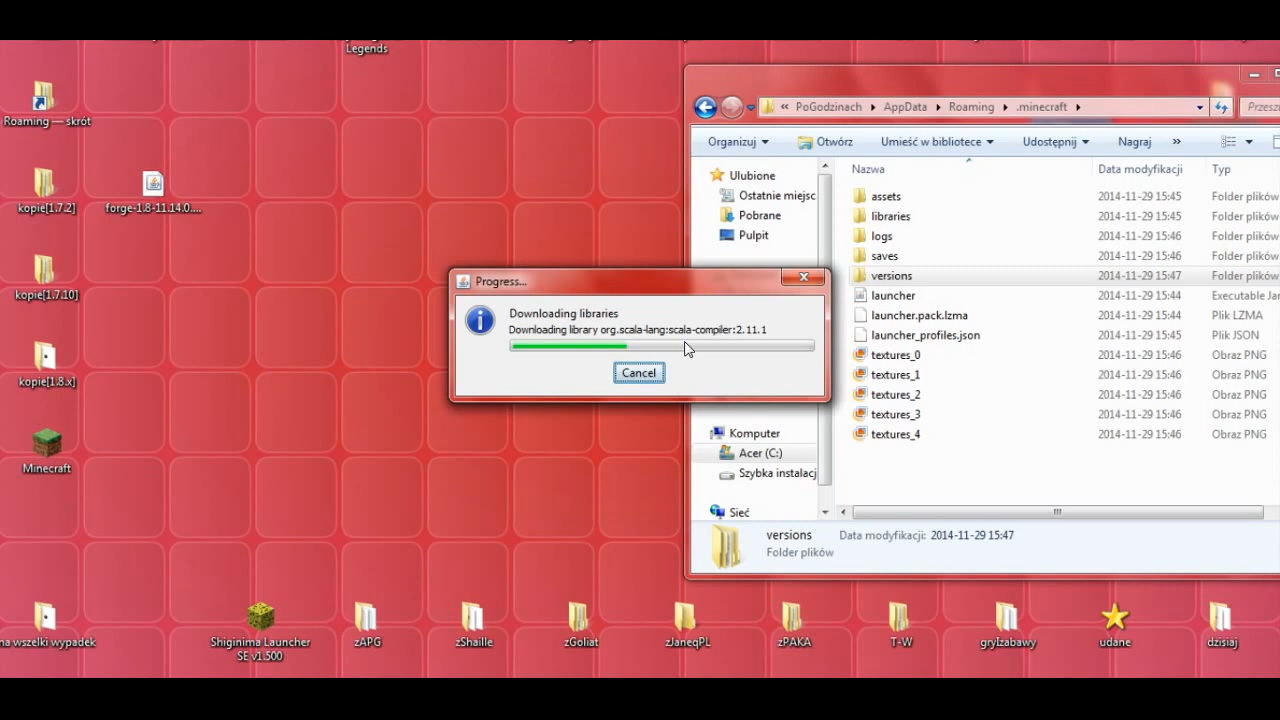 Legends
Roaming — skrót
kopie[1.7.2]
forge-1.8-11.14.0....
kopie[1.7.10]
kopie[1.8.x]
Minecraft
na wszelki wypadek
Shiginima Launcher
SE v1.500
zAPG
zShaille
zGoliat
zJaneqPL
zPAKA
T-W
gryIzabawy
udane
dzisiaj
Progress...
Downloading libraries
Downloading library org.scala-lang:scala-compiler:2.11.1
Cancel
« PoGodzinach AppData Roaming .minecraft
Przesz
Organizuj Otwórz Umieść w bibliotece Udostępnij Nagraj »
Ulubione
Ostatnie miejsc
Pobrane
Pulpit
Komputer
Acer (C:)
Szybka instalacj
Sieć
Nazwa Data modyfikacji Typ
assets 2014-11-29 15:45 Folder plików
libraries 2014-11-29 15:45 Folder plików
logs 2014-11-29 15:46 Folder plików
saves 2014-11-29 15:46 Folder plików
versions 2014-11-29 15:47 Folder plików
launcher 2014-11-29 15:44 Executable Ja
launcher.pack.lzma 2014-11-29 15:44 Plik LZMA
launcher_profiles.json 2014-11-29 15:45 Plik JSON
textures_0 2014-11-29 15:46 Obraz PNG
textures_1 2014-11-29 15:46 Obraz PNG
textures_2 2014-11-29 15:46 Obraz PNG
textures_3 2014-11-29 15:46 Obraz PNG
textures_4 2014-11-29 15:46 Obraz PNG
versions Data modyfikacji: 2014-11-29 15:47
Folder plików